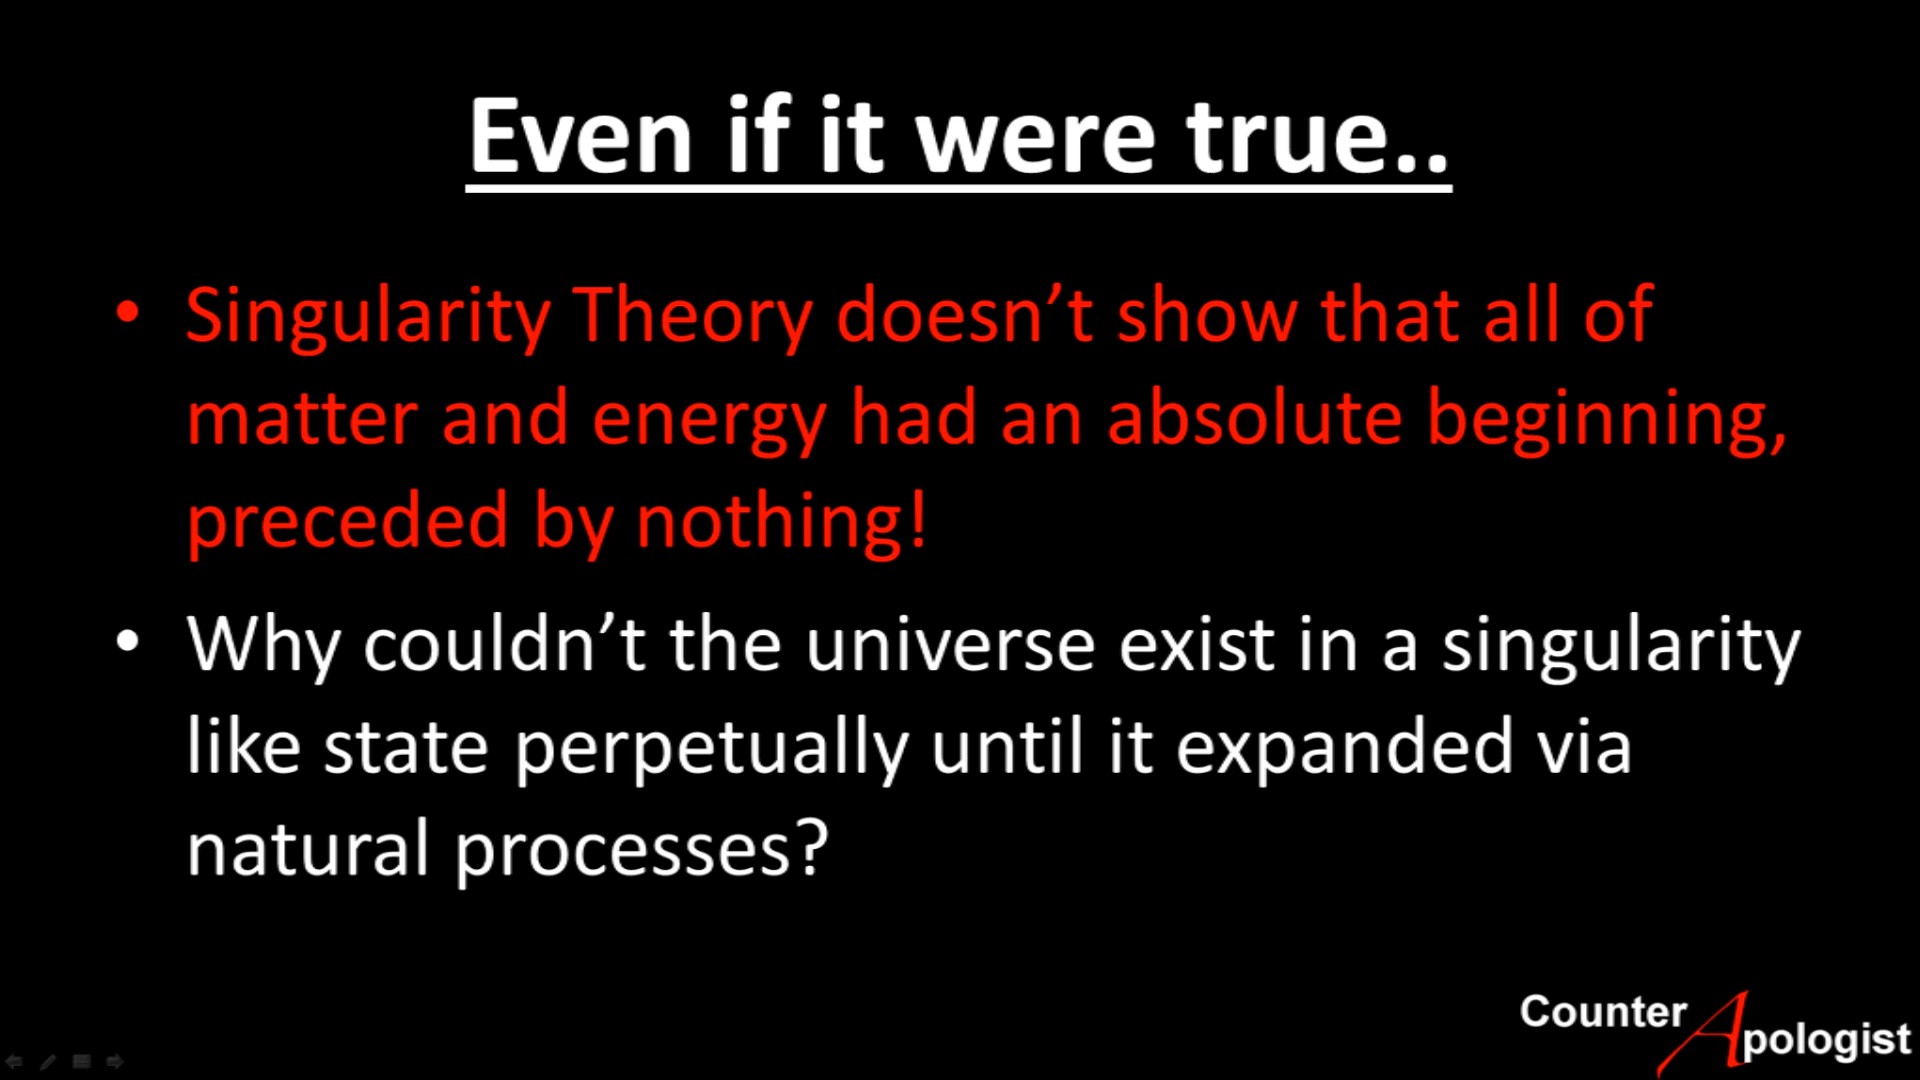 Even if it were true..
• Singularity Theory doesn’t show that all of
matter and energy had an absolute beginning,
preceded by nothing!
• Why couldn’t the universe exist in a singularity
like state perpetually until it expanded via
natural processes?
Counter Apologist